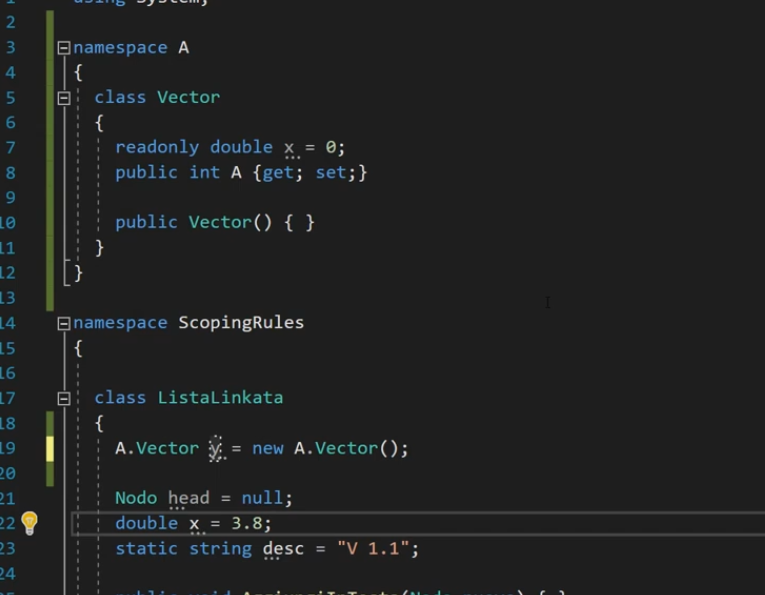 1 using System;
2
3 namespace A
4 {
5 class Vector
6 {
7 readonly double x = 0;
8 public int A {get; set;}
9
10 public Vector() { }
11 }
12 }
13
14 namespace ScopingRules
15 {
16
17 class ListaLinkata
18 {
19 A.Vector y = new A.Vector();
20
21 Nodo head = null;
22 double x = 3.8;
23 static string desc = "V 1.1";
24